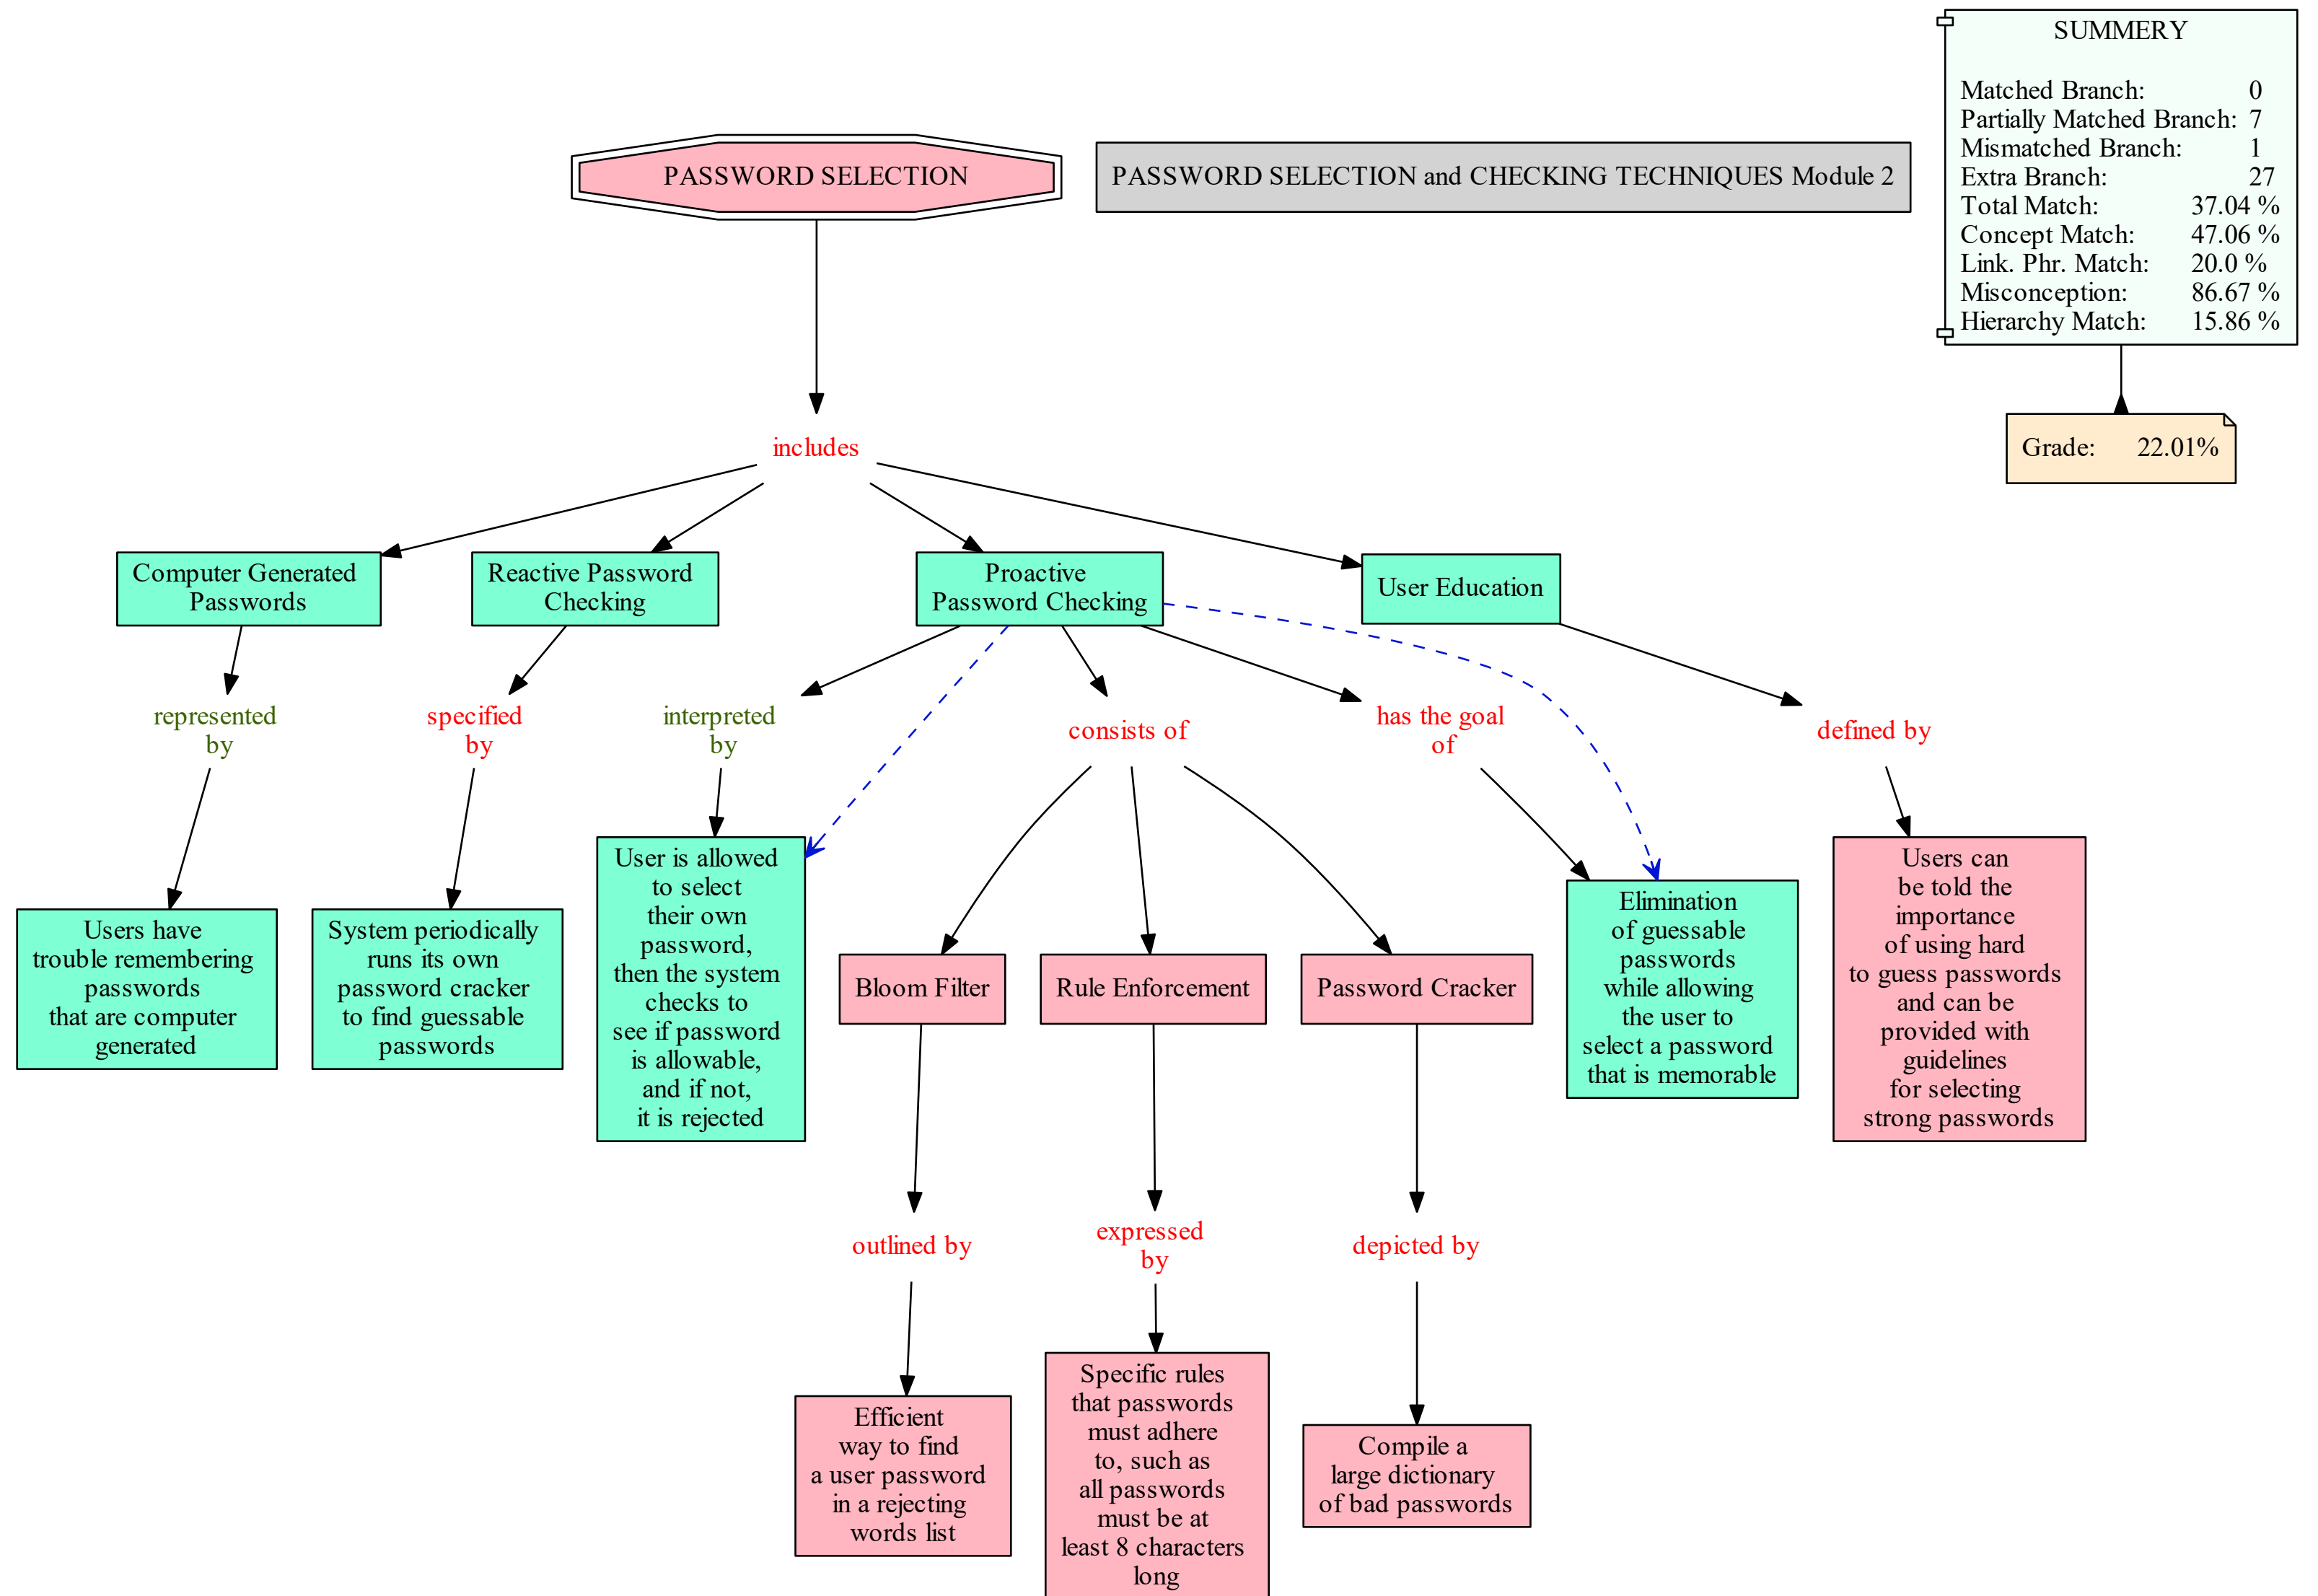 SUMMERY
Matched Branch: 0
Partially Matched Branch: 7
Mismatched Branch: 1
Extra Branch: 27
Total Match: 37.04 %
Concept Match: 47.06 %
Link. Phr. Match: 20.0 %
Misconception: 86.67 %
Hierarchy Match: 15.86 %
PASSWORD SELECTION
PASSWORD SELECTION and CHECKING TECHNIQUES Module 2
Grade: 22.01%
includes
Computer Generated
Passwords
Reactive Password
Checking
Proactive
Password Checking
User Education
represented
by
specified
by
interpreted
by
consists of
has the goal
of
defined by
Users have
trouble remembering
passwords
that are computer
generated
System periodically
runs its own
password cracker
to find guessable
passwords
User is allowed
to select
their own
password,
then the system
checks to
see if password
is allowable,
and if not,
it is rejected
Bloom Filter
Rule Enforcement
Password Cracker
Elimination
of guessable
passwords
while allowing
the user to
select a password
that is memorable
Users can
be told the
importance
of using hard
to guess passwords
and can be
provided with
guidelines
for selecting
strong passwords
outlined by
expressed
by
depicted by
Efficient
way to find
a user password
in a rejecting
words list
Specific rules
that passwords
must adhere
to, such as
all passwords
must be at
least 8 characters
long
Compile a
large dictionary
of bad passwords